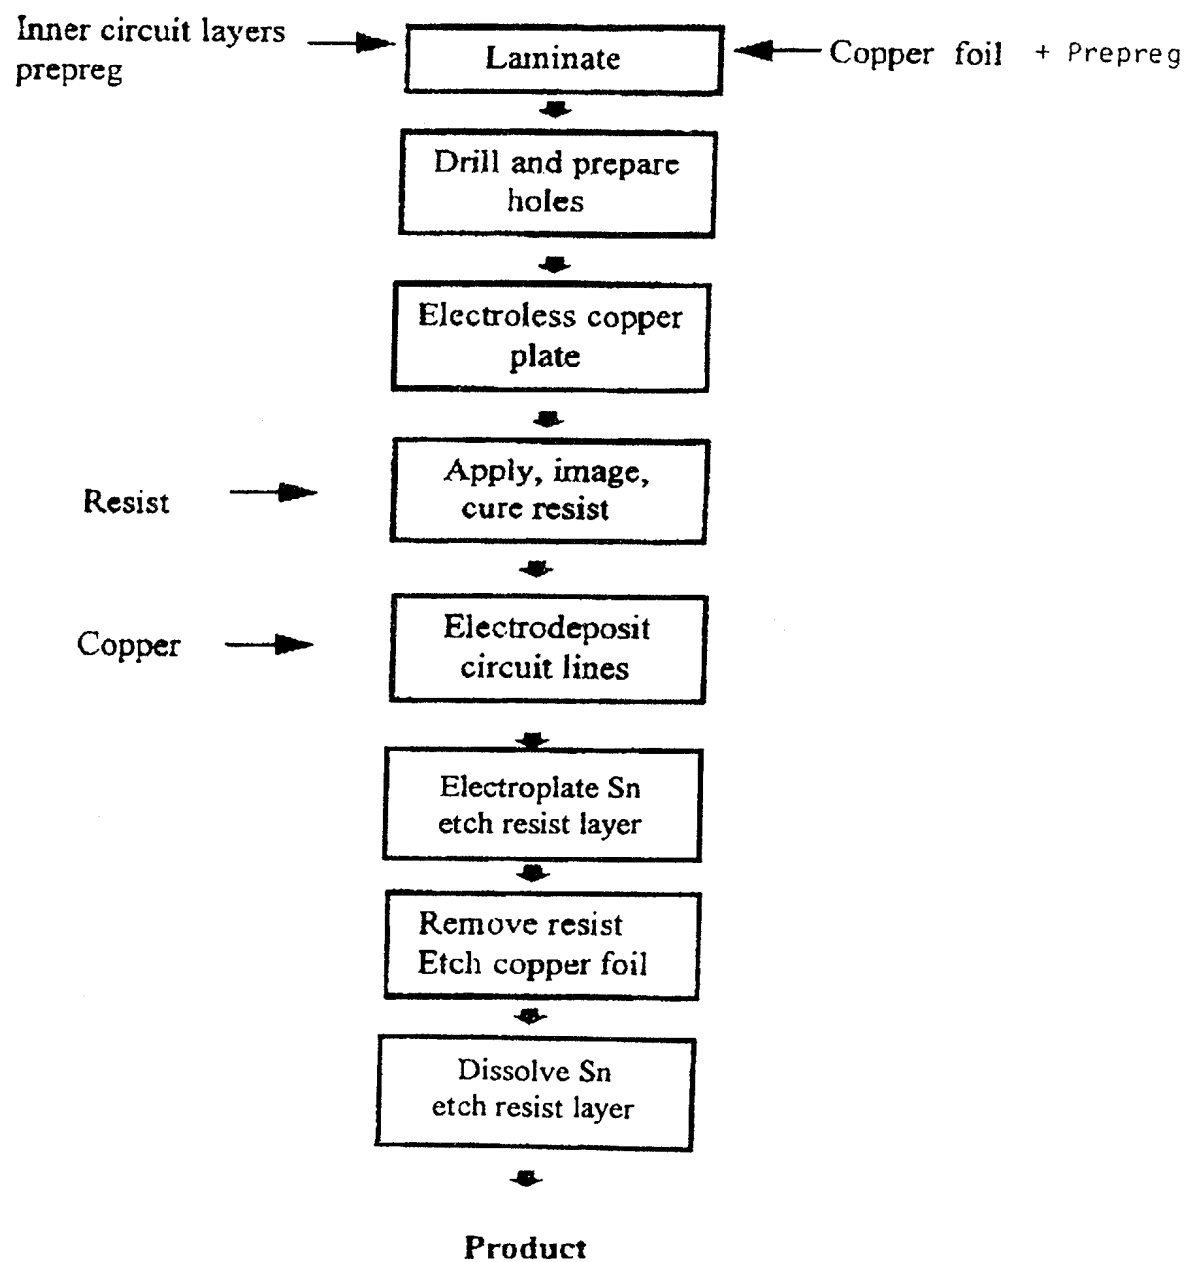 Inner circuit layers
prepreg
Laminate
Copper foil + Prepreg
Drill and prepare
holes
Electroless copper
plate
Apply, image,
cure resist
Resist
Electrodeposit
circuit lines
Copper
Electroplate Sn
etch resist layer
Remove resist
Etch copper foil
Dissolve Sn
etch resist layer
Product